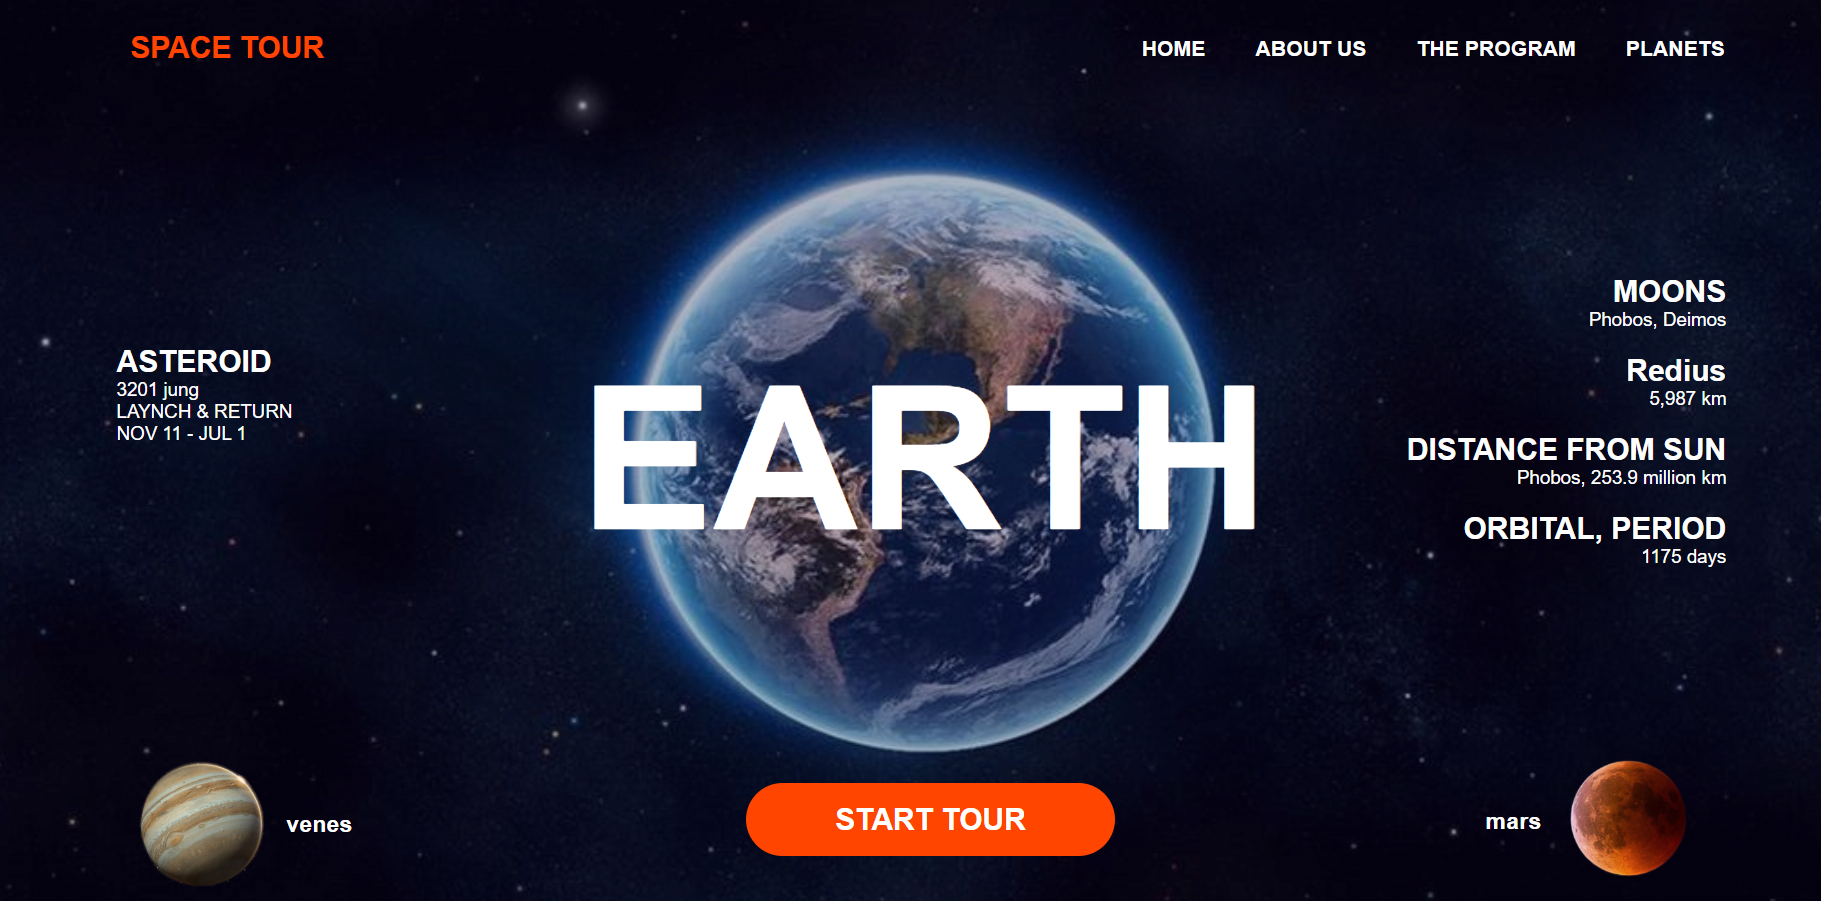 SPACE TOUR
HOME ABOUT US THE PROGRAM PLANETS
ASTEROID
3201 jung
LAYNCH & RETURN
NOV 11 - JUL 1
EARTH
MOONS
Phobos, Deimos
Redius
5,987 km
DISTANCE FROM SUN
Phobos, 253.9 million km
ORBITAL, PERIOD
1175 days
venes
START TOUR
mars